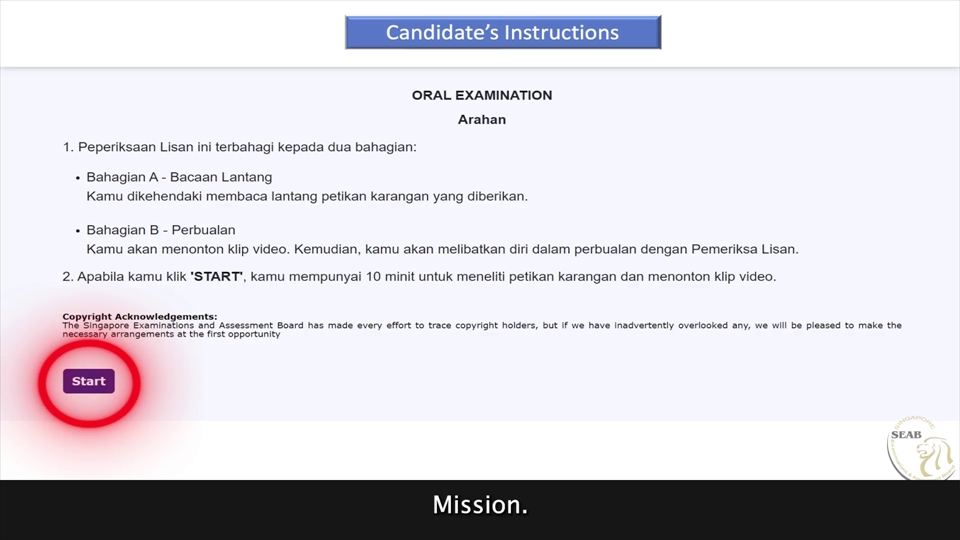 Candidate's Instructions
ORAL EXAMINATION
Arahan
1. Peperiksaan Lisan ini terbahagi kepada dua bahagian:
• Bahagian A - Bacaan Lantang
Kamu dikehendaki membaca lantang petikan karangan yang diberikan.
• Bahagian B - Perbualan
Kamu akan menonton klip video. Kemudian, kamu akan melibatkan diri dalam perbualan dengan Pemeriksa Lisan.
2. Apabila kamu klik 'START', kamu mempunyai 10 minit untuk meneliti petikan karangan dan menonton klip video.
Copyright Acknowledgements:
The Singapore Examinations and Assessment Board has made every effort to trace copyright holders, but if we have inadvertently overlooked any, we will be pleased to make the
necessary arrangements at the first opportunity
Start
SEAB
Mission.